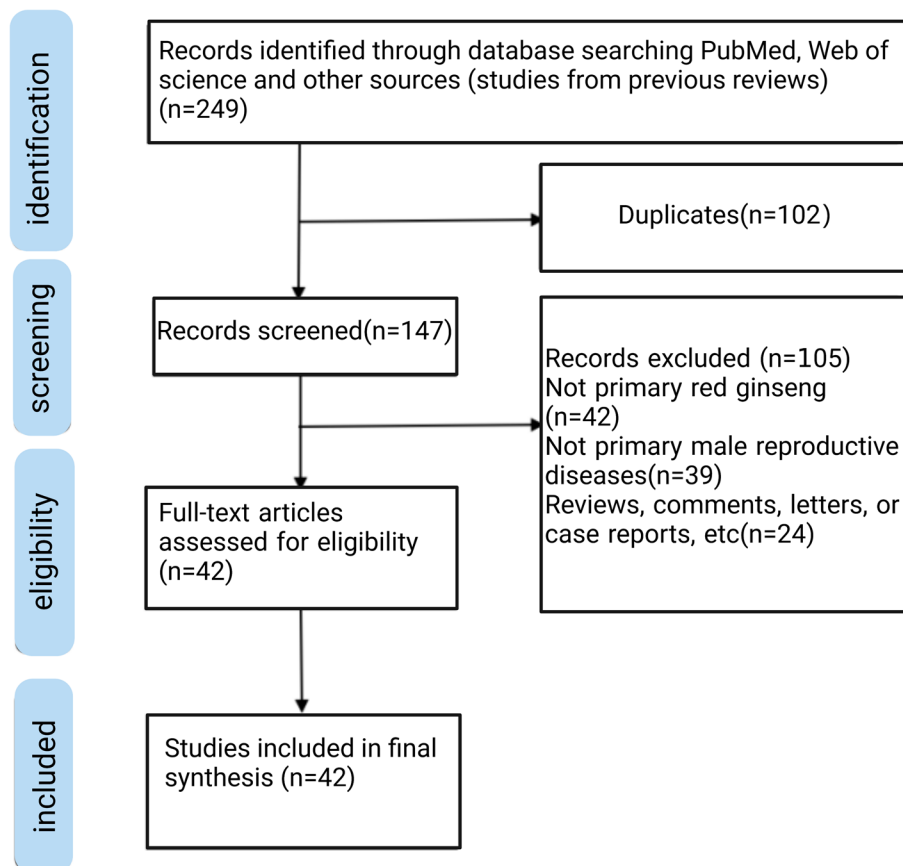 identification
Records identified through database searching PubMed, Web of
science and other sources (studies from previous reviews)
(n=249)
Duplicates(n=102)
screening
Records screened(n=147)
Records excluded (n=105)
Not primary red ginseng
(n=42)
Not primary male reproductive
diseases(n=39)
Reviews, comments, letters, or
case reports, etc(n=24)
eligibility
Full-text articles
assessed for eligibility
(n=42)
included
Studies included in final
synthesis (n=42)